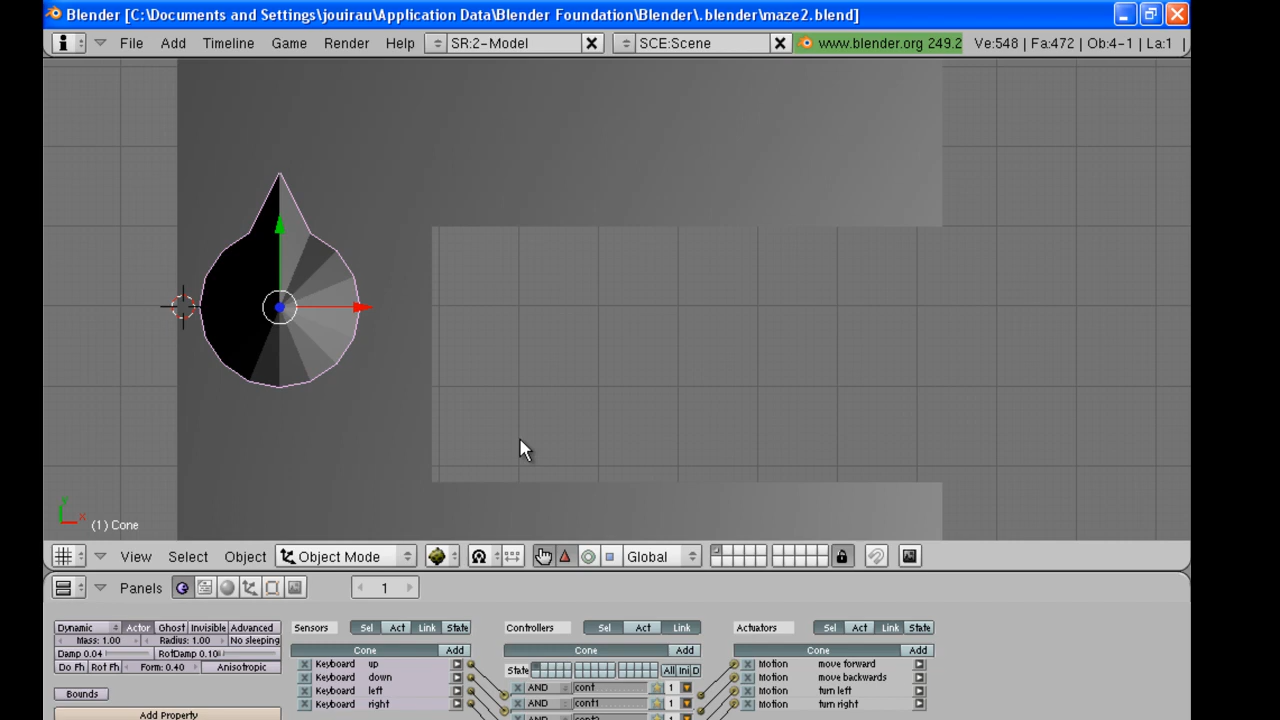 Blender [C:\Documents and Settings\jouirau\Application Data\Blender Foundation\Blender\.blender\maze2.blend]
File Add Timeline Game Render Help SR:2-Model SCE:Scene www.blender.org 249.2 Ve:548 | Fa:472 | Ob:4-1 | La:1 |
Y
X
(1) Cone
View Select Object Object Mode Global
Panels 1
Dynamic Actor Ghost Invisible Advanced Sensors Sel Act Link State Controllers Sel Act Link Actuators Sel Act Link State
Mass: 1.00 Radius: 1.00 No sleeping Cone Add Cone Add Cone Add
Damp 0.04 RotDamp 0.10 Keyboard up State All Ini D Motion move forward
Do Fh Rot Fh Form: 0.40 Anisotropic Keyboard down AND cont 1 Motion move backwards
Bounds Keyboard left AND cont1 1 Motion turn left
Keyboard right Motion turn right
Add Property